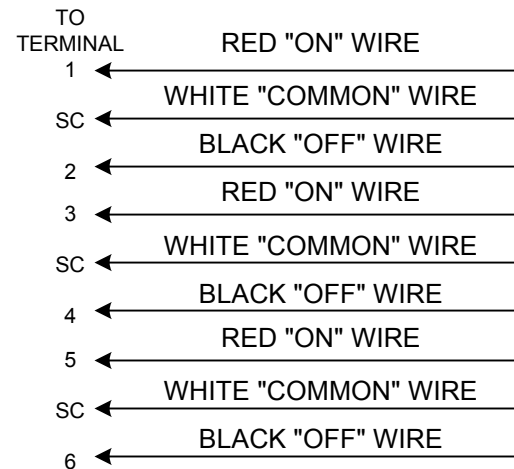 TO
TERMINAL
RED "ON" WIRE
1
WHITE "COMMON" WIRE
SC
BLACK "OFF" WIRE
2
RED "ON" WIRE
3
WHITE "COMMON" WIRE
SC
BLACK "OFF" WIRE
4
RED "ON" WIRE
5
WHITE "COMMON" WIRE
SC
BLACK "OFF" WIRE
6